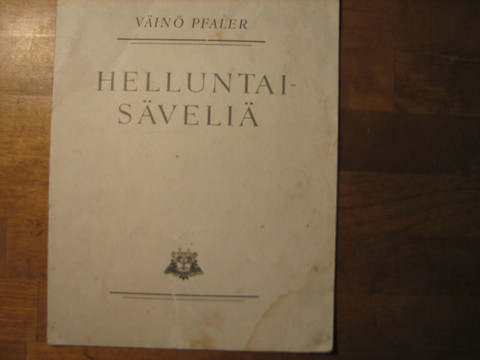 VÄINÖ PFALER
HELLUNTAI-
SÄVELIÄ